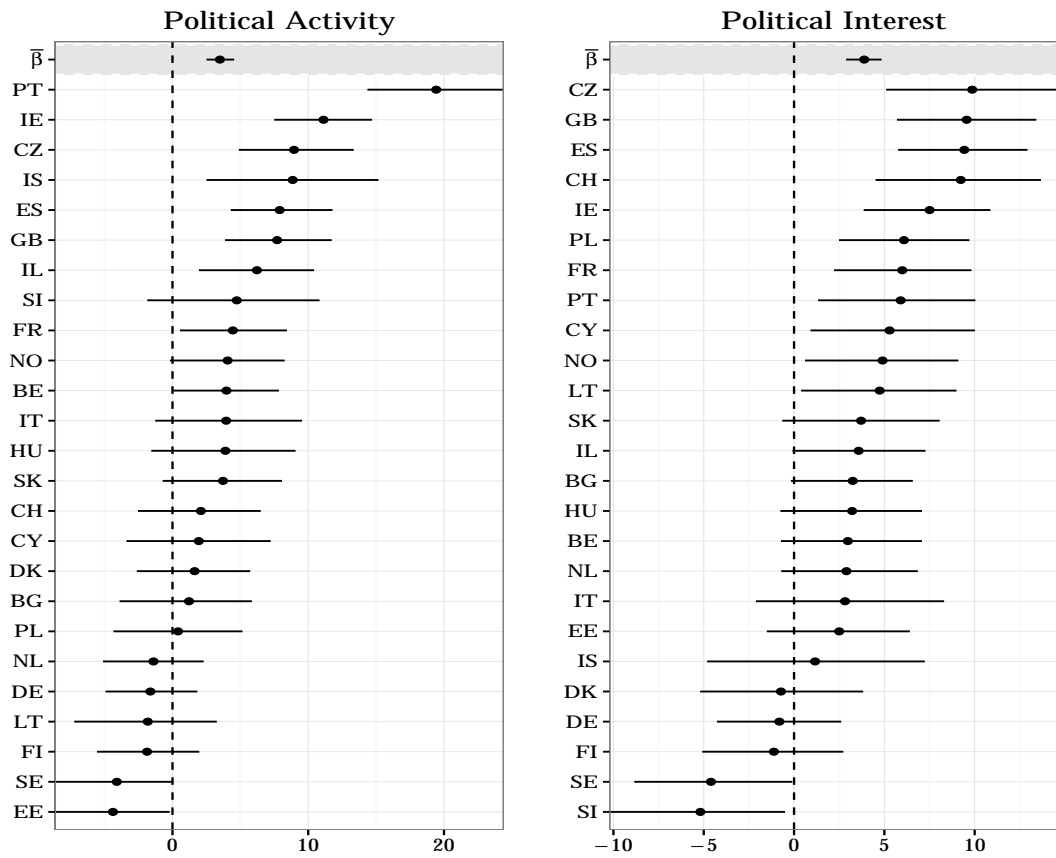 Political Activity
β̅
PT
IE
CZ
IS
ES
GB
IL
SI
FR
NO
BE
IT
HU
SK
CH
CY
DK
BG
PL
NL
DE
LT
FI
SE
EE
0 10 20
Political Interest
β̅
CZ
GB
ES
CH
IE
PL
FR
PT
CY
NO
LT
SK
IL
BG
HU
BE
NL
IT
EE
IS
DK
DE
FI
SE
SI
−10 −5 0 5 10